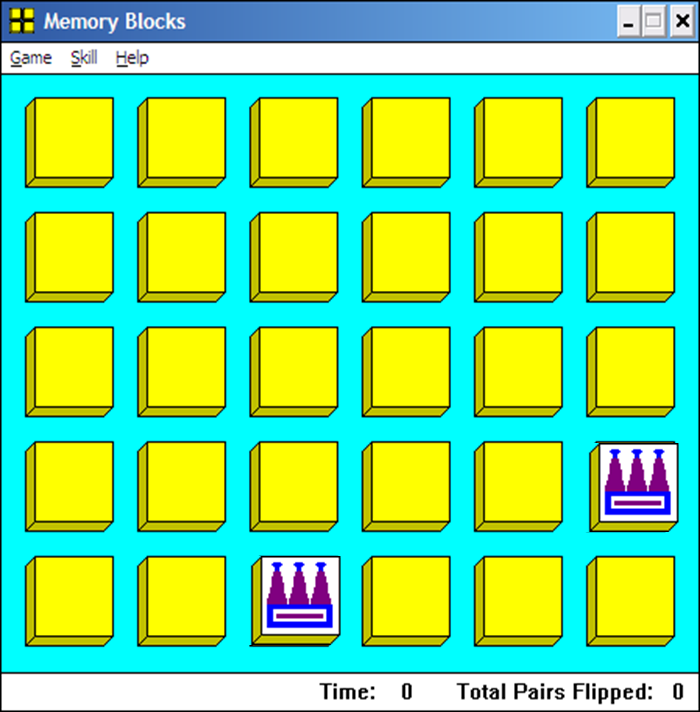 Memory Blocks
Game Skill Help
Time: 0 Total Pairs Flipped: 0